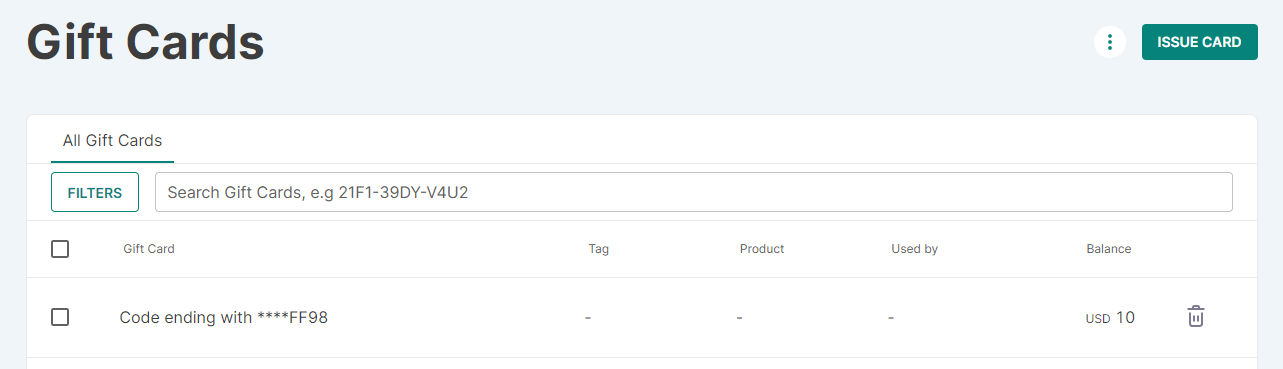 Gift Cards
ISSUE CARD
All Gift Cards
FILTERS
Search Gift Cards, e.g 21F1-39DY-V4U2
Gift Card Tag Product Used by Balance
Code ending with ****FF98 - - - USD 10